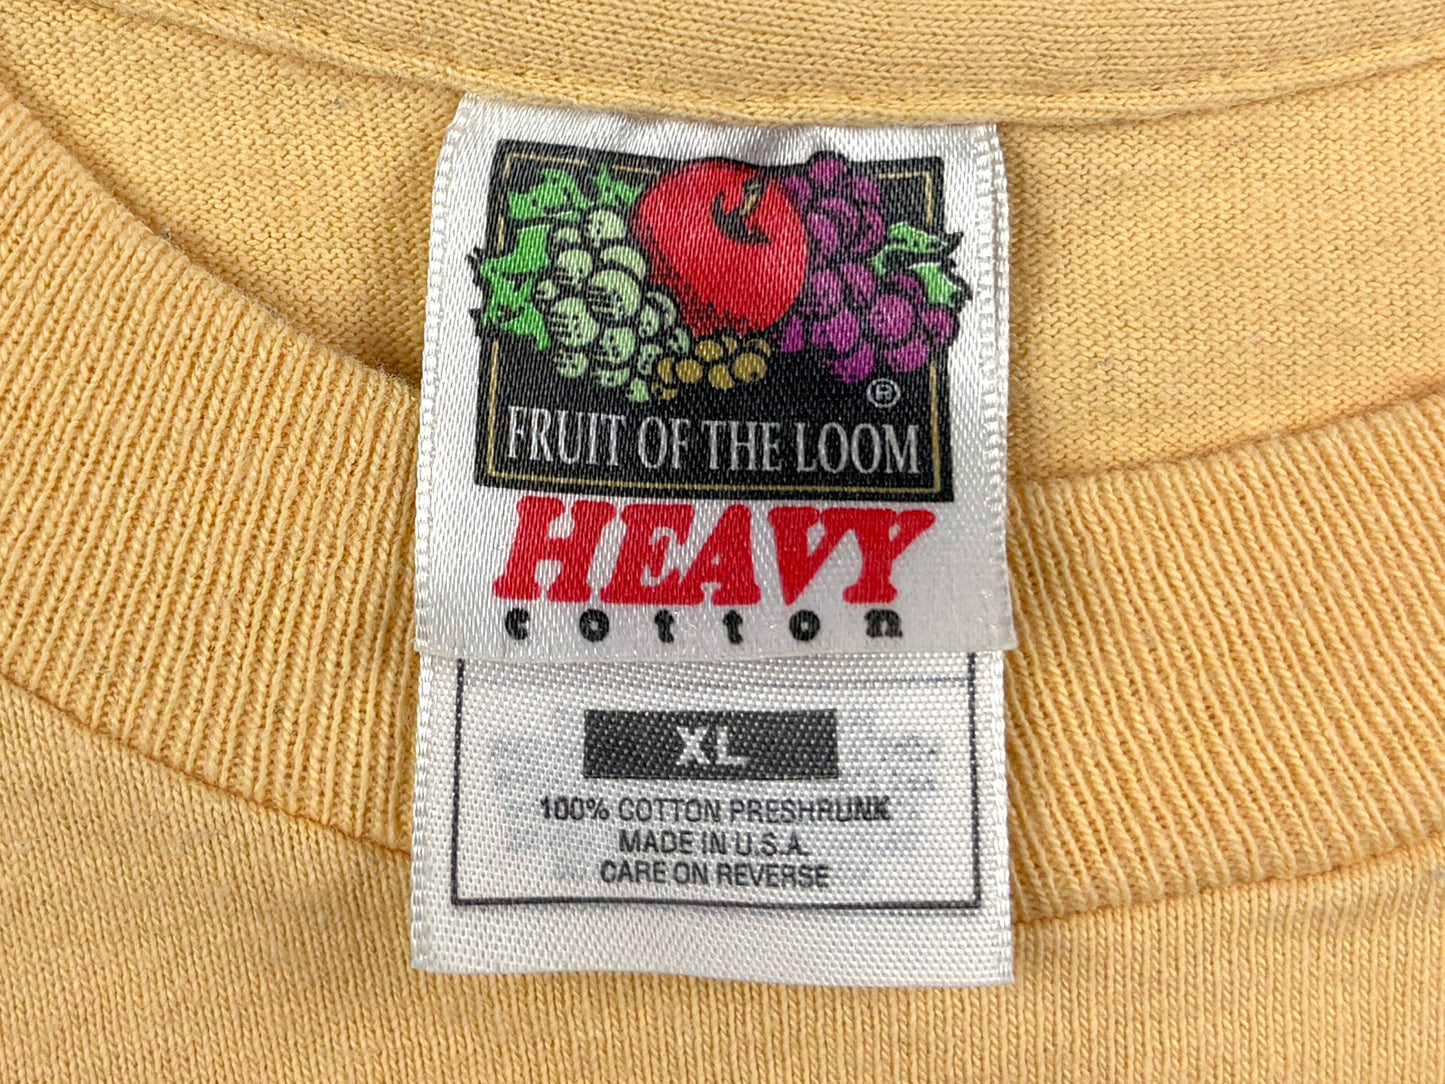 ®
FRUIT OF THE LOOM
HEAVY
cotton
XL
100% COTTON PRESHRUNK
MADE IN U.S.A.
CARE ON REVERSE